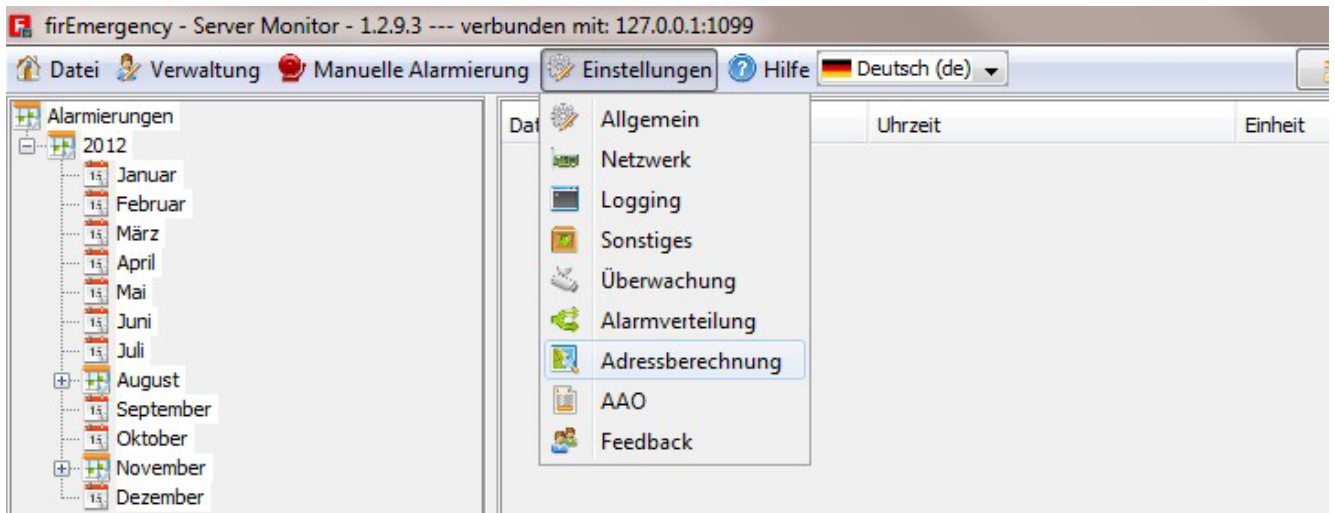 firEmergency - Server Monitor - 1.2.9.3 --- verbunden mit: 127.0.0.1:1099
Datei Verwaltung Manuelle Alarmierung Einstellungen Hilfe Deutsch (de)
Alarmierungen
2012
Januar
Februar
März
April
Mai
Juni
Juli
August
September
Oktober
November
Dezember
Allgemein
Netzwerk
Logging
Sonstiges
Überwachung
Alarmverteilung
Adressberechnung
AAO
Feedback
Uhrzeit Einheit